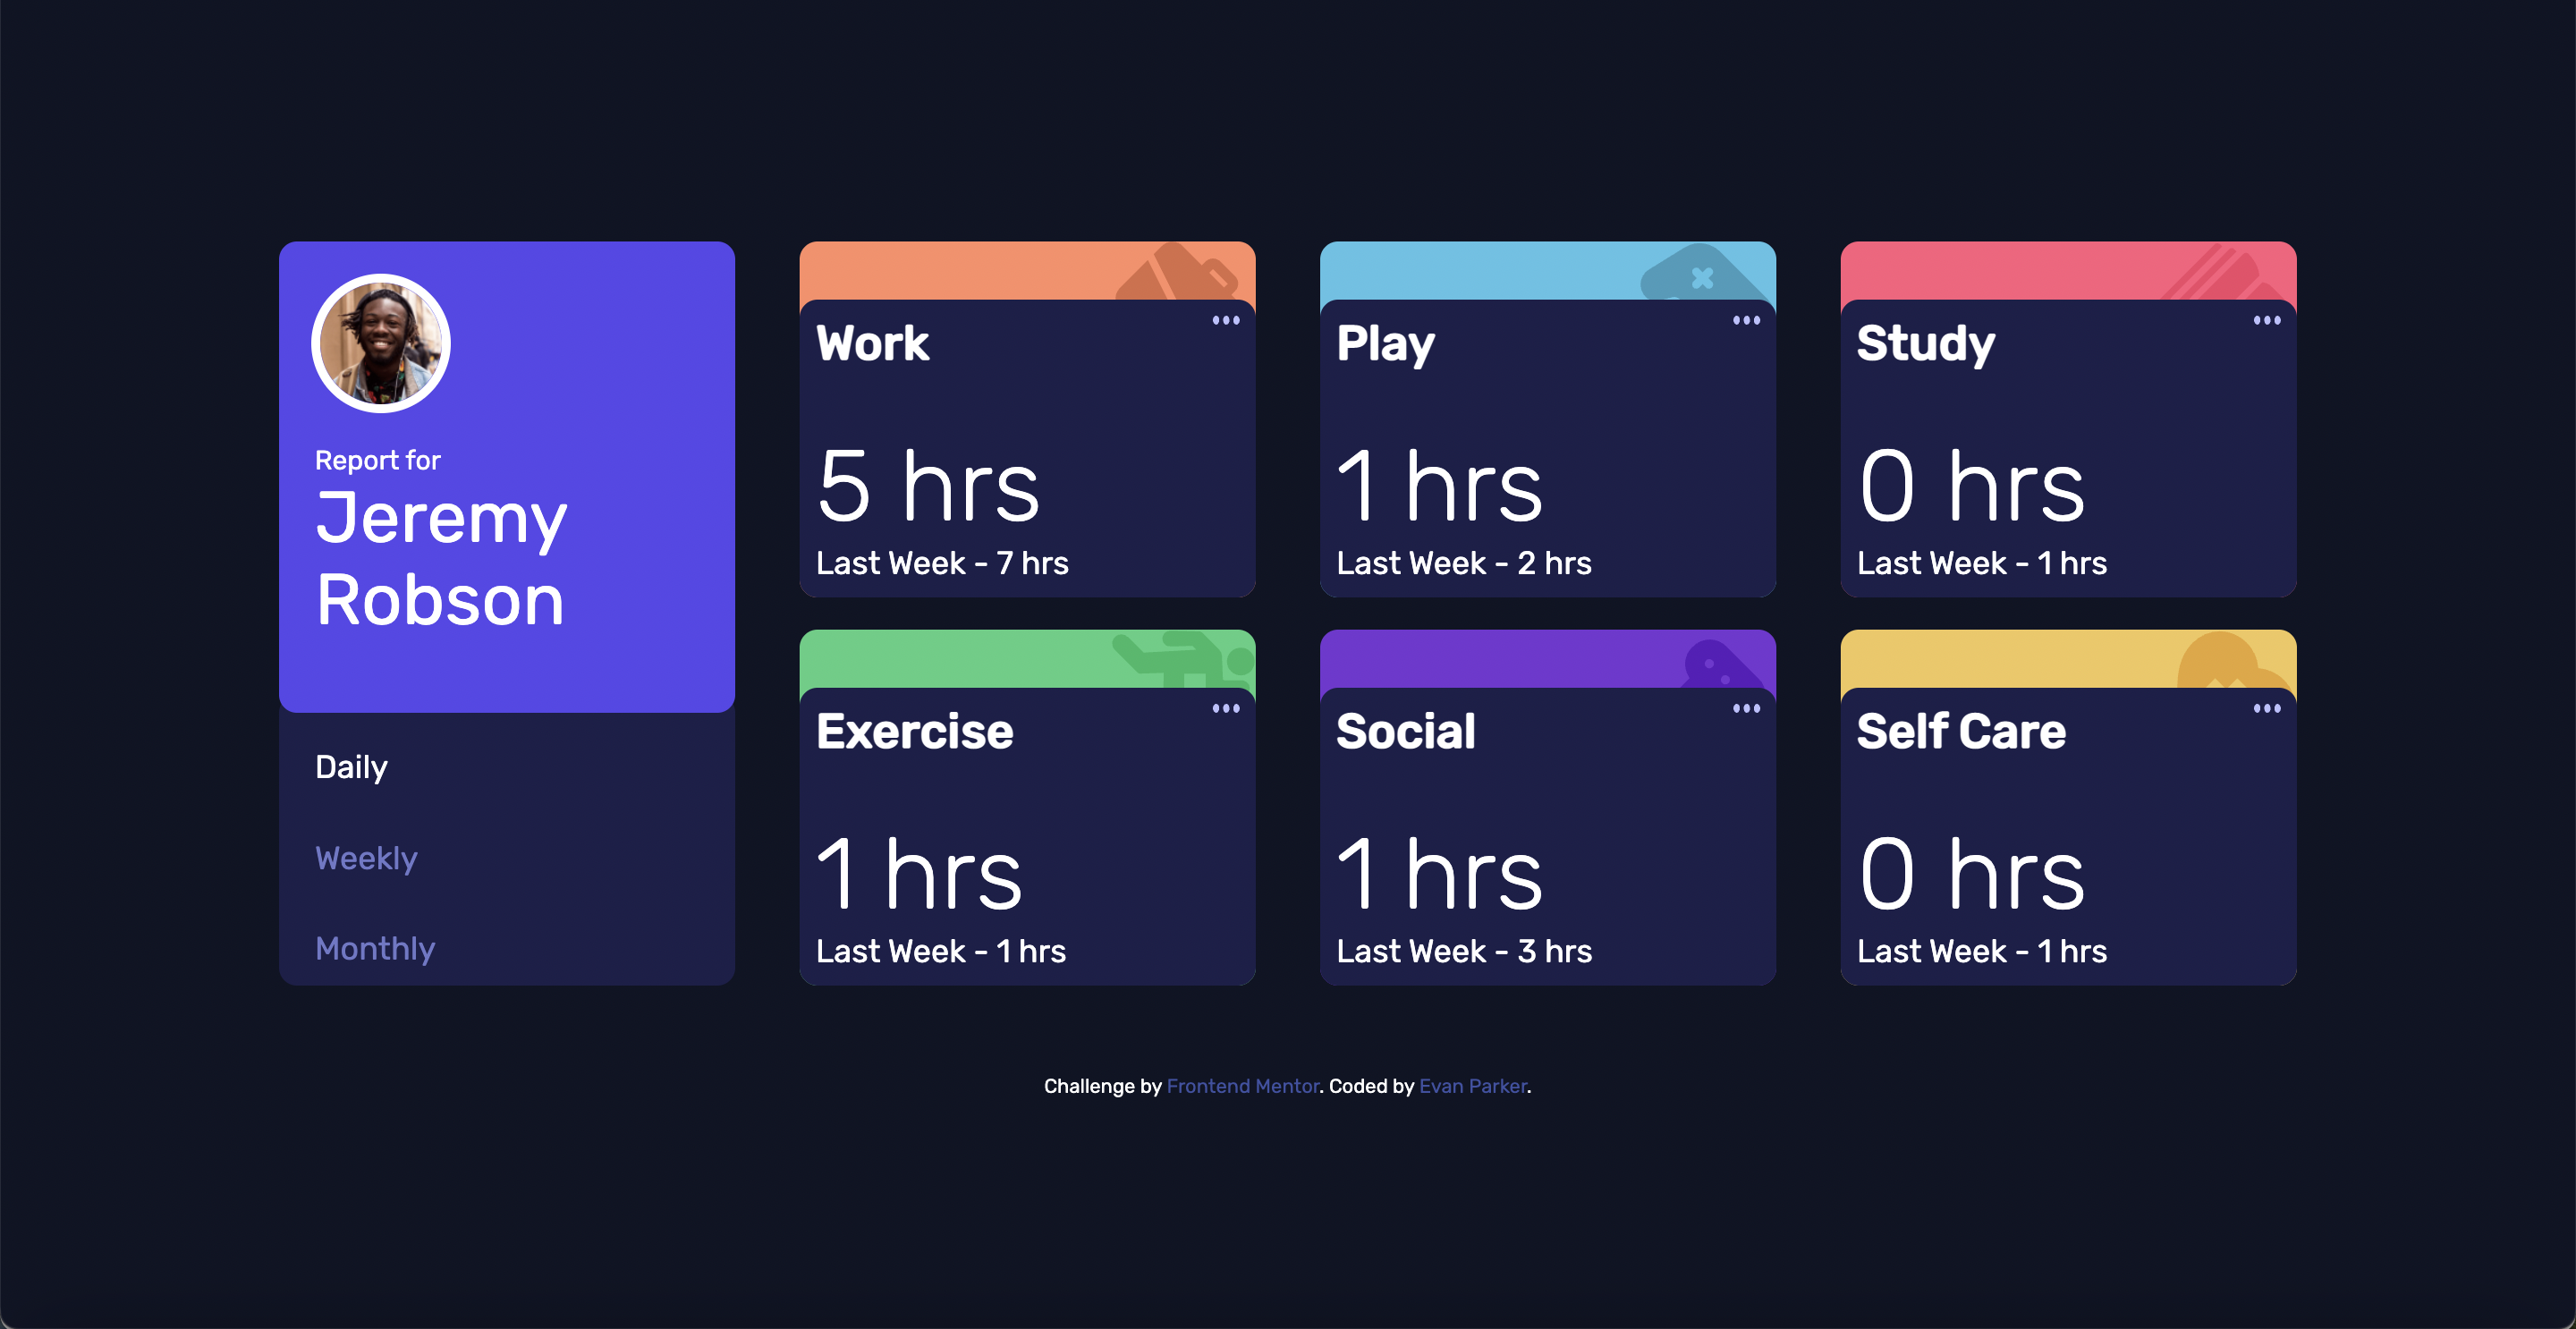 Report for
Jeremy
Robson
Daily
Weekly
Monthly
Work
5 hrs
Last Week - 7 hrs
Play
1 hrs
Last Week - 2 hrs
Study
0 hrs
Last Week - 1 hrs
Exercise
1 hrs
Last Week - 1 hrs
Social
1 hrs
Last Week - 3 hrs
Self Care
0 hrs
Last Week - 1 hrs
Challenge by Frontend Mentor. Coded by Evan Parker.